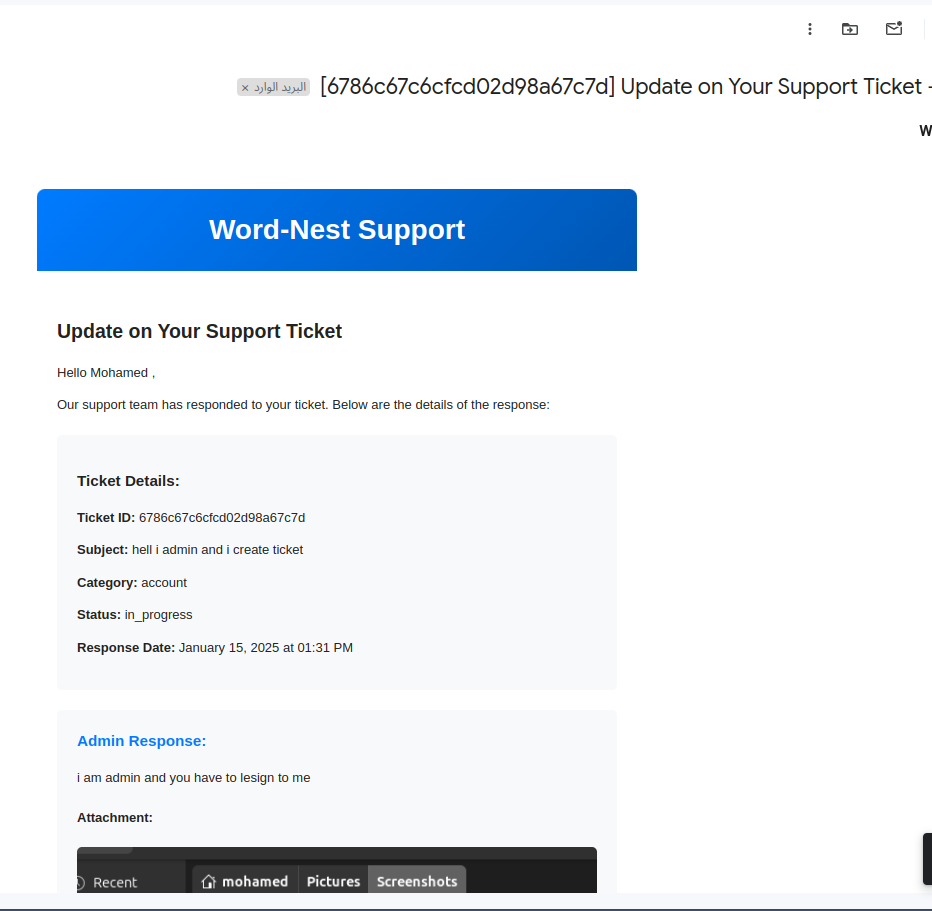 البريد الوارد ×
[6786c67c6cfcd02d98a67c7d] Update on Your Support Ticket -
W
Word-Nest Support
Update on Your Support Ticket
Hello Mohamed ,
Our support team has responded to your ticket. Below are the details of the response:
Ticket Details:
Ticket ID: 6786c67c6cfcd02d98a67c7d
Subject: hell i admin and i create ticket
Category: account
Status: in_progress
Response Date: January 15, 2025 at 01:31 PM
Admin Response:
i am admin and you have to lesign to me
Attachment:
Recent
mohamed Pictures Screenshots